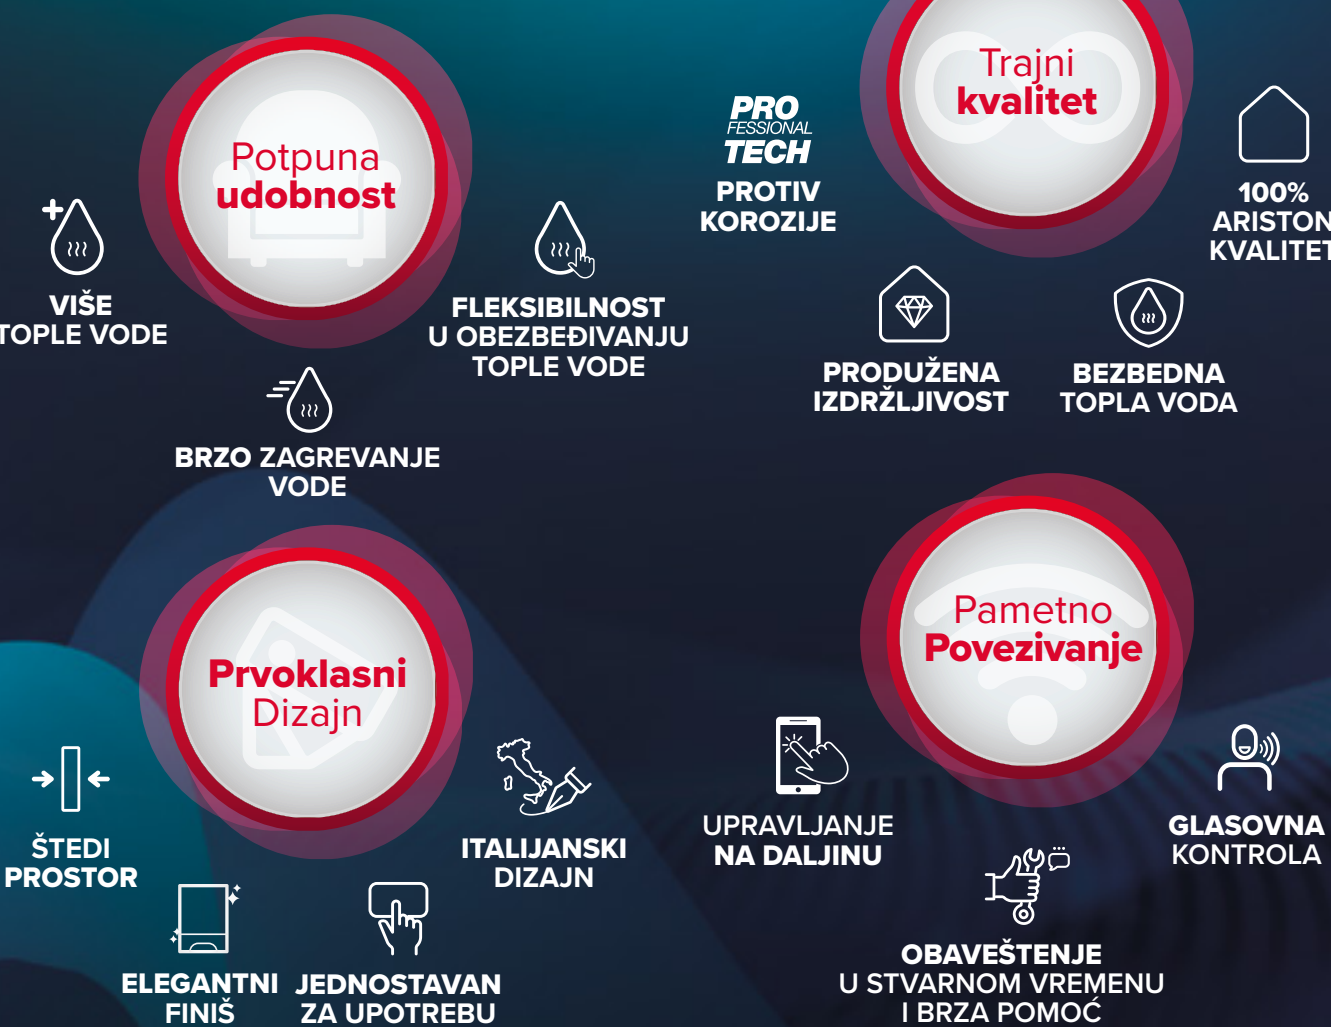 Potpuna
udobnost
VIŠE
TOPLE VODE
FLEKSIBILNOST
U OBEZBEĐIVANJU
TOPLE VODE
BRZO ZAGREVANJE
VODE
Trajni
kvalitet
PRO
FESSIONAL
TECH
PROTIV
KOROZIJE
100%
ARISTON
KVALITET
PRODUŽENA
IZDRŽLJIVOST
BEZBEDNA
TOPLA VODA
Prvoklasni
Dizajn
ŠTEDI
PROSTOR
ITALIJANSKI
DIZAJN
ELEGANTNI
FINIŠ
JEDNOSTAVAN
ZA UPOTREBU
Pametno
Povezivanje
UPRAVLJANJE
NA DALJINU
GLASOVNA
KONTROLA
OBAVEŠTENJE
U STVARNOM VREMENU
I BRZA POMOĆ